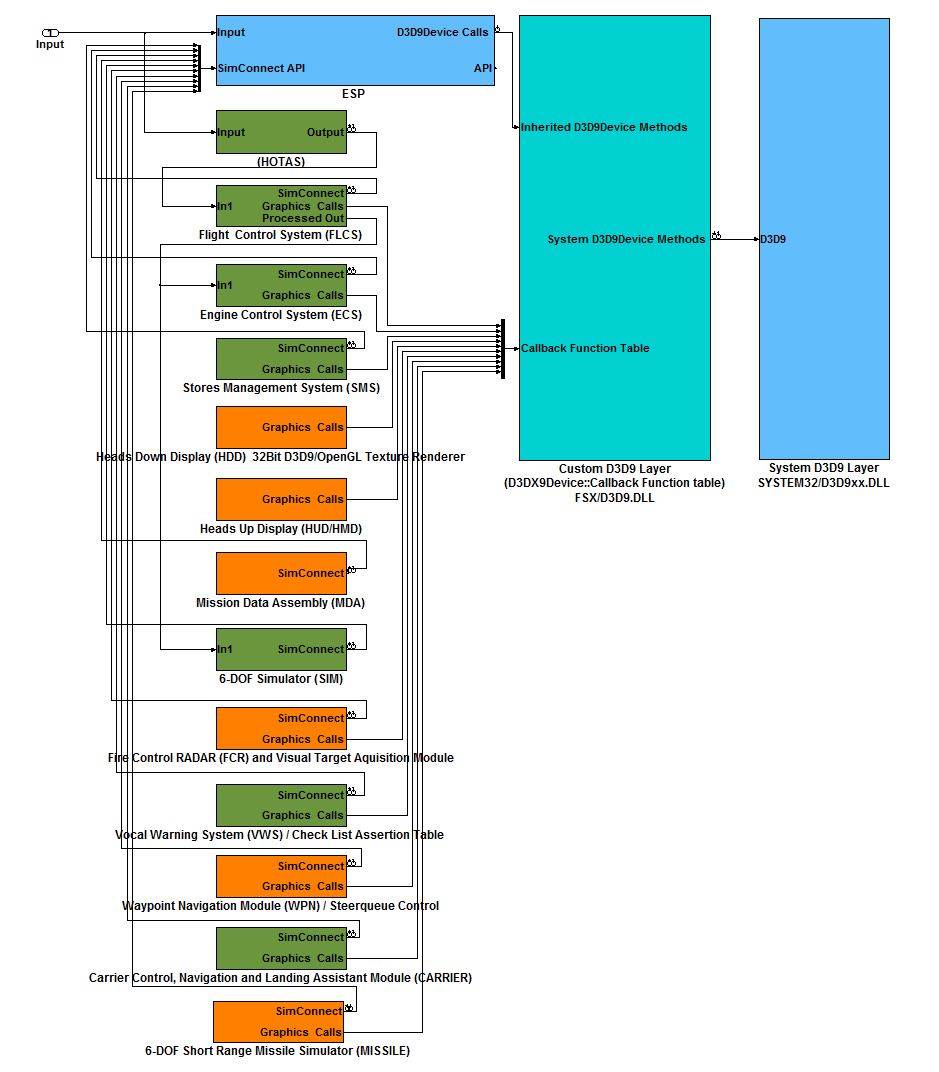 1
Input
Input
D3D9Device Calls
SimConnect API
API
ESP
Input
Output
(HOTAS)
SimConnect
In1
Graphics Calls
Processed Out
Flight Control System (FLCS)
SimConnect
In1
Graphics Calls
Engine Control System (ECS)
SimConnect
Graphics Calls
Stores Management System (SMS)
Graphics Calls
Heads Down Display (HDD) 32Bit D3D9/OpenGL Texture Renderer
Graphics Calls
Heads Up Display (HUD/HMD)
SimConnect
Mission Data Assembly (MDA)
In1
SimConnect
6-DOF Simulator (SIM)
SimConnect
Graphics Calls
Fire Control RADAR (FCR) and Visual Target Aquisition Module
SimConnect
Graphics Calls
Vocal Warning System (VWS) / Check List Assertion Table
SimConnect
Graphics Calls
Waypoint Navigation Module (WPN) / Steerqueue Control
SimConnect
Graphics Calls
Carrier Control, Navigation and Landing Assistant Module (CARRIER)
SimConnect
Graphics Calls
6-DOF Short Range Missile Simulator (MISSILE)
Inherited D3D9Device Methods
System D3D9Device Methods
Callback Function Table
Custom D3D9 Layer
(D3DX9Device::Callback Function table)
FSX/D3D9.DLL
D3D9
System D3D9 Layer
SYSTEM32/D3D9xx.DLL